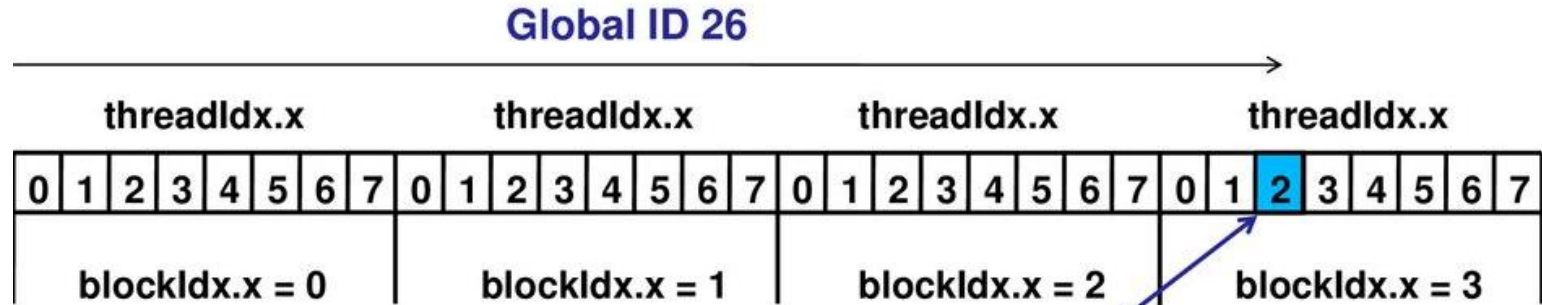 Global ID 26
threadIdx.x threadIdx.x threadIdx.x threadIdx.x
0 1 2 3 4 5 6 7 0 1 2 3 4 5 6 7 0 1 2 3 4 5 6 7 0 1 2 3 4 5 6 7
blockIdx.x = 0 blockIdx.x = 1 blockIdx.x = 2 blockIdx.x = 3